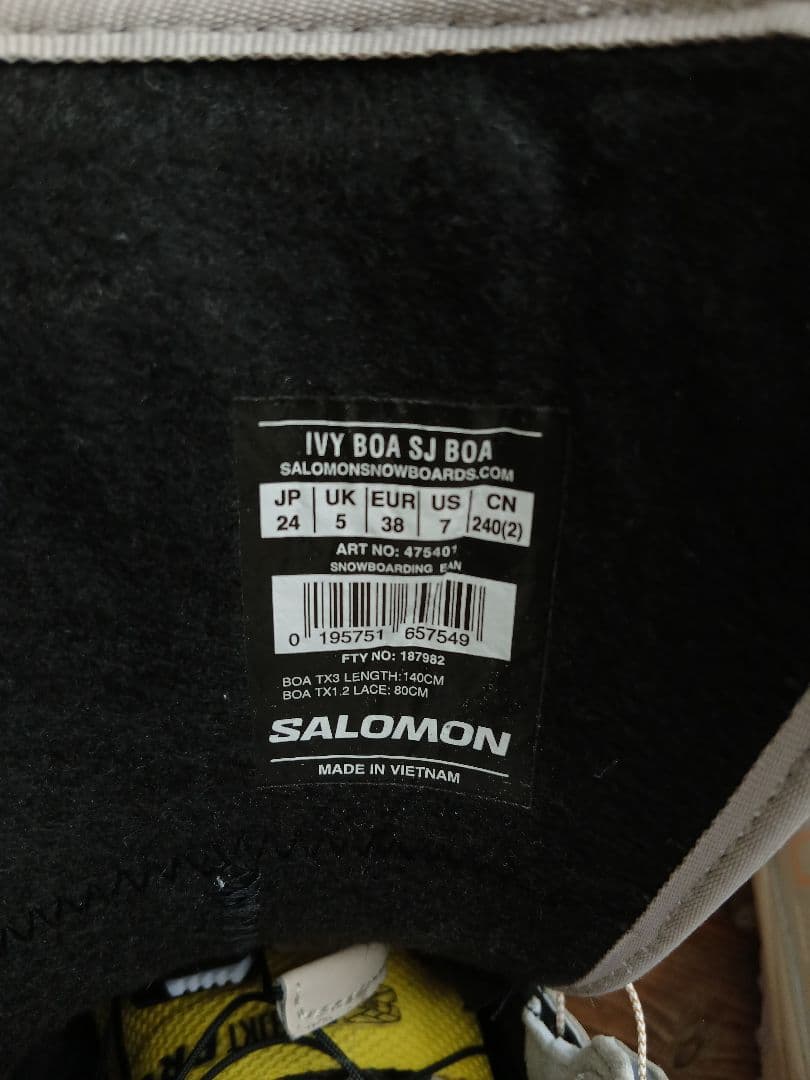 IVY BOA SJ BOA
SALOMONSNOWBOARDS.COM
JP UK EUR US CN
24 5 38 7 240(2)
ART NO: 475401
SNOWBOARDING EAN
0 195751 657549
FTY NO: 187982
BOA TX3 LENGTH:140CM
BOA TX1.2 LACE: 80CM
SALOMON
MADE IN VIETNAM